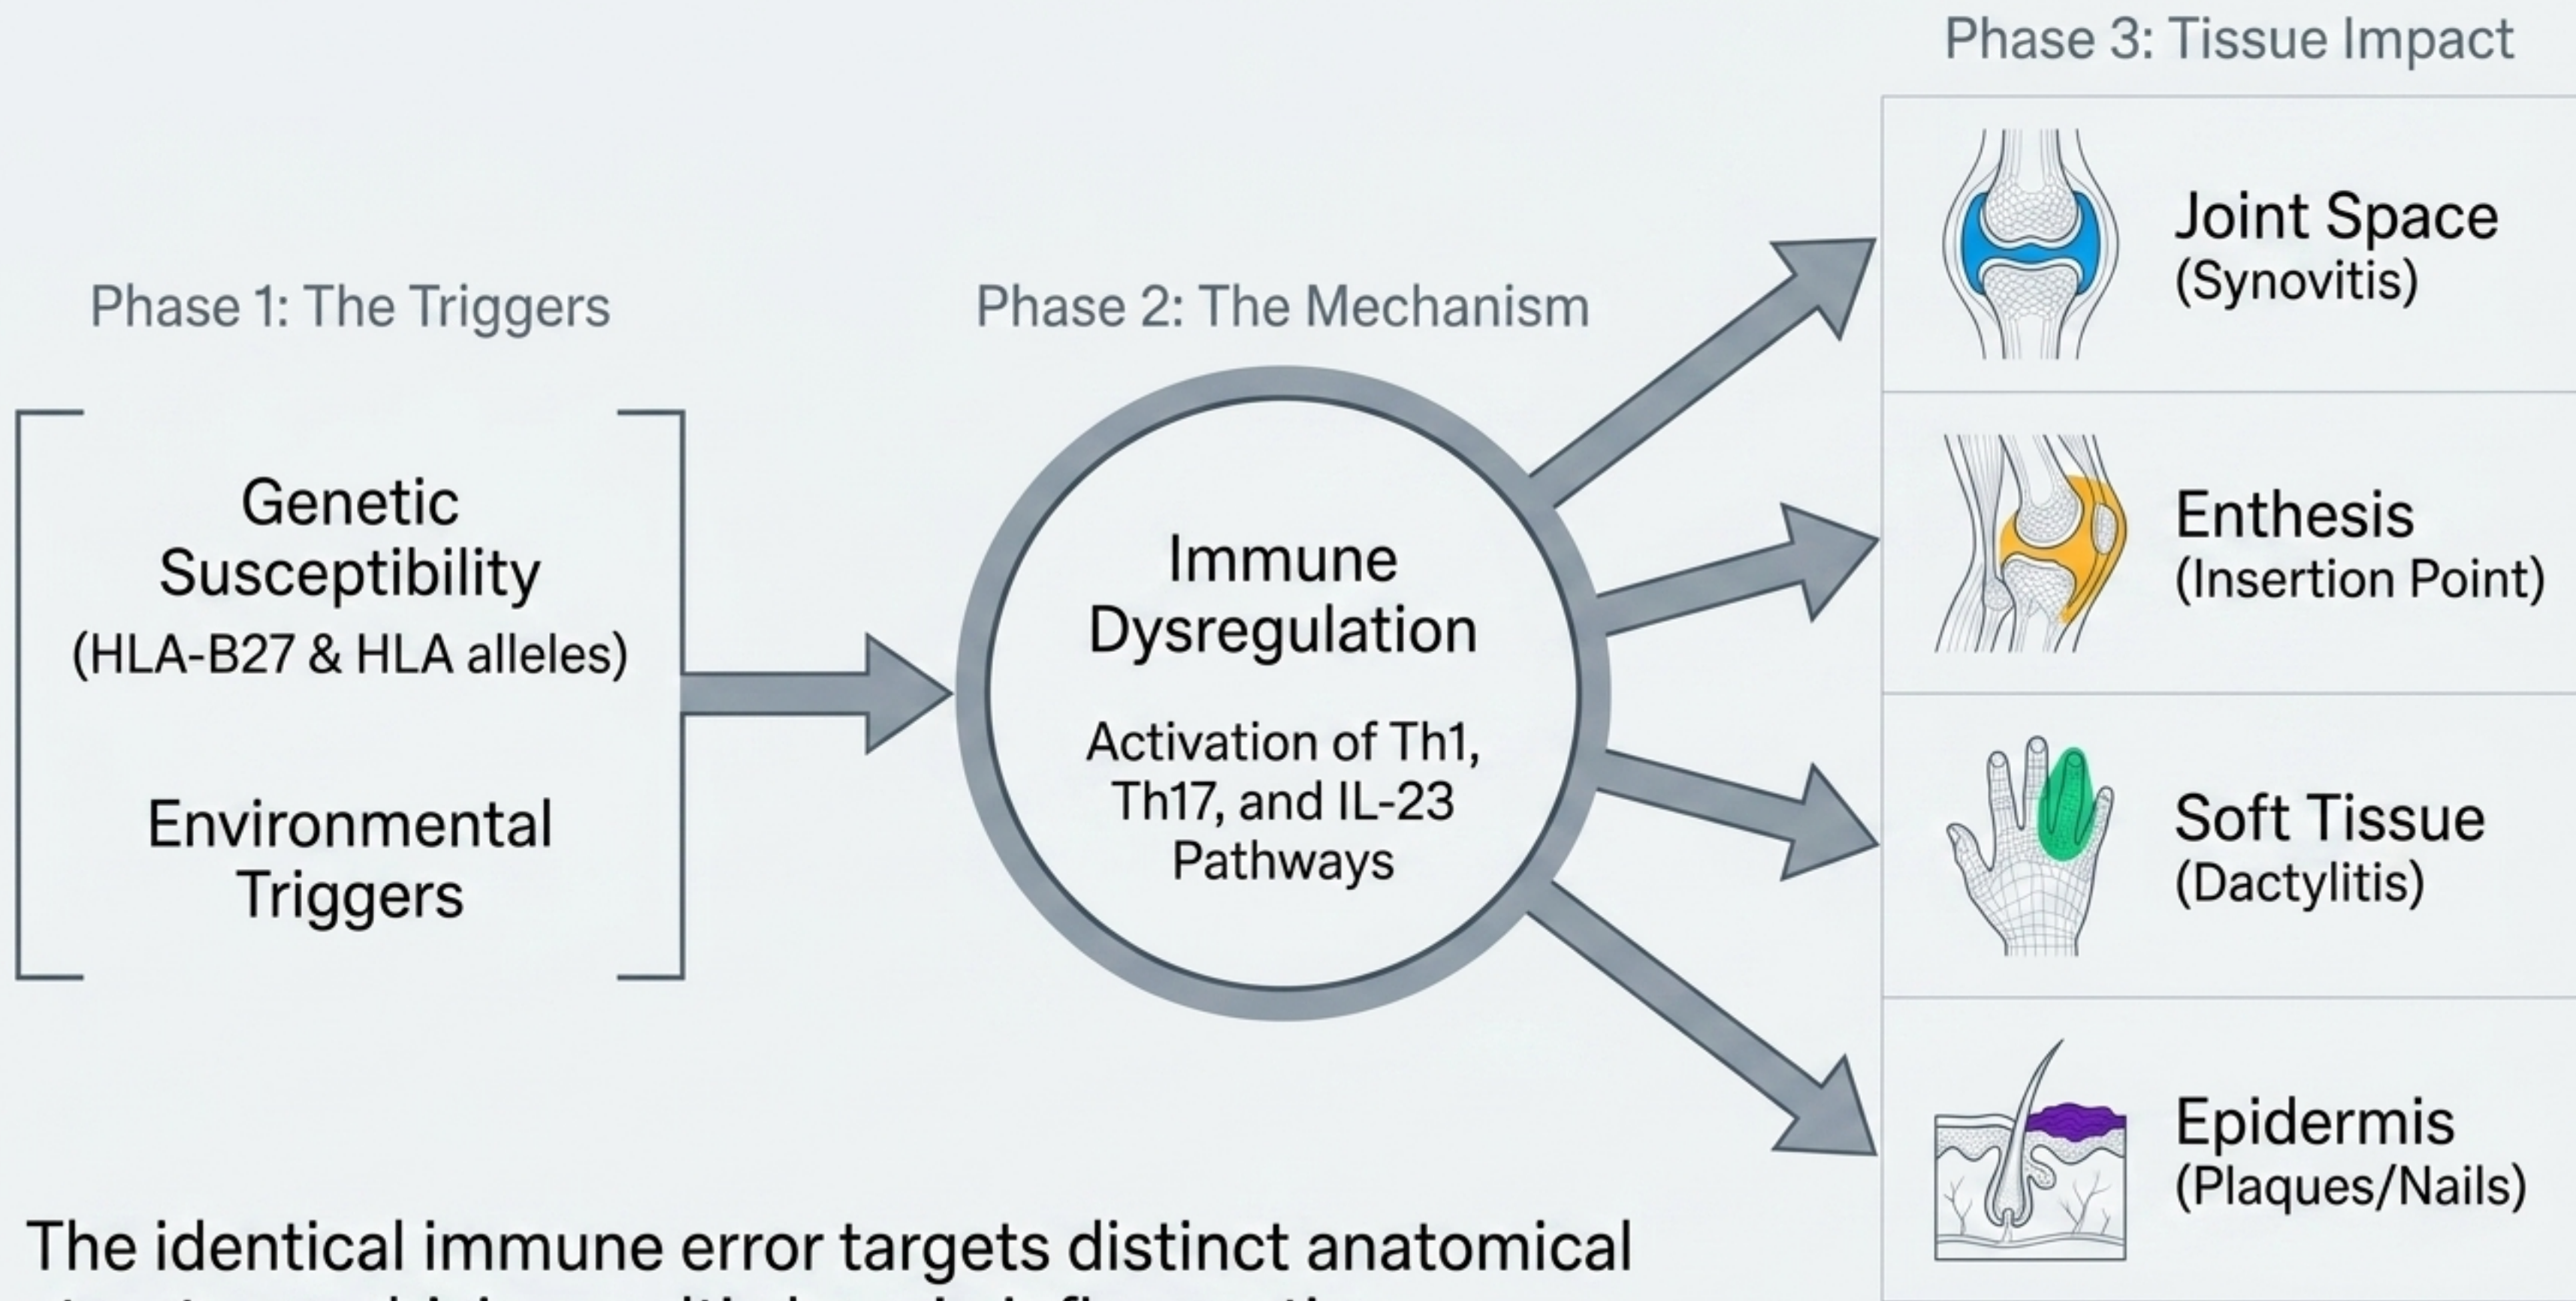 Phase 1: The Triggers
Genetic
Susceptibility
(HLA-B27 & HLA alleles)
Environmental
Triggers
Phase 2: The Mechanism
Immune
Dysregulation
Activation of Th1,
Th17, and IL-23
Pathways
Phase 3: Tissue Impact
Joint Space
(Synovitis)
Enthesis
(Insertion Point)
Soft Tissue
(Dactylitis)
Epidermis
(Plaques/Nails)
The identical immune error targets distinct anatomical